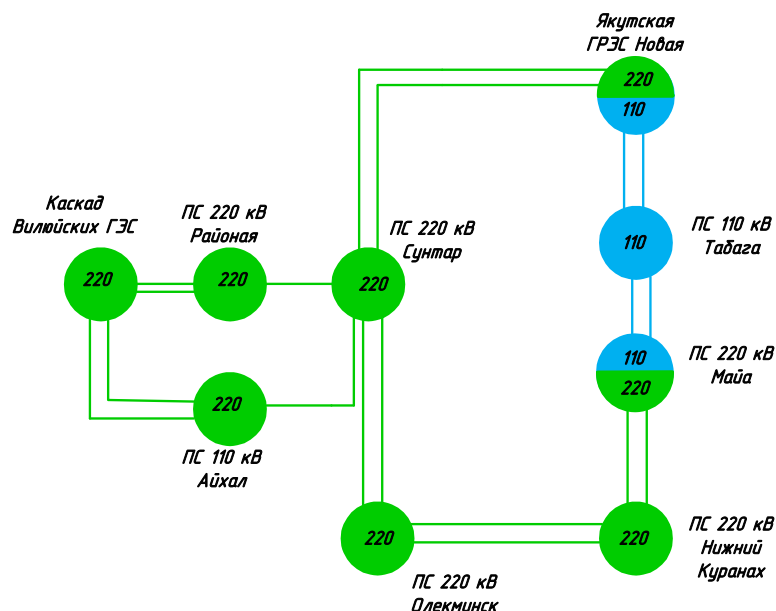 Якутская
ГРЭС Новая
220
110
Каскад
Вилюйских ГЭС
220
ПС 220 кВ
Районая
220
ПС 220 кВ
Сунтар
220
110
ПС 110 кВ
Табага
110
220
ПС 220 кВ
Майа
220
ПС 110 кВ
Айхал
220
ПС 220 кВ
Олекминск
220
ПС 220 кВ
Нижний
Куранах